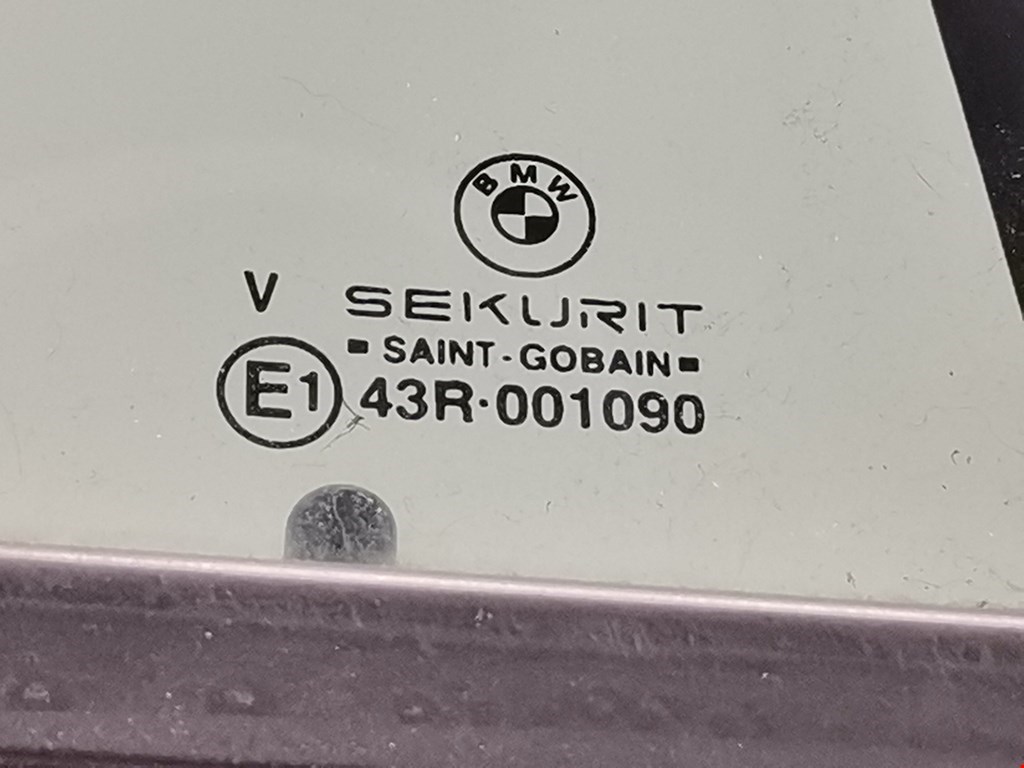 BMW
V SEKURIT
SAINT-GOBAIN
E1 43R·001090